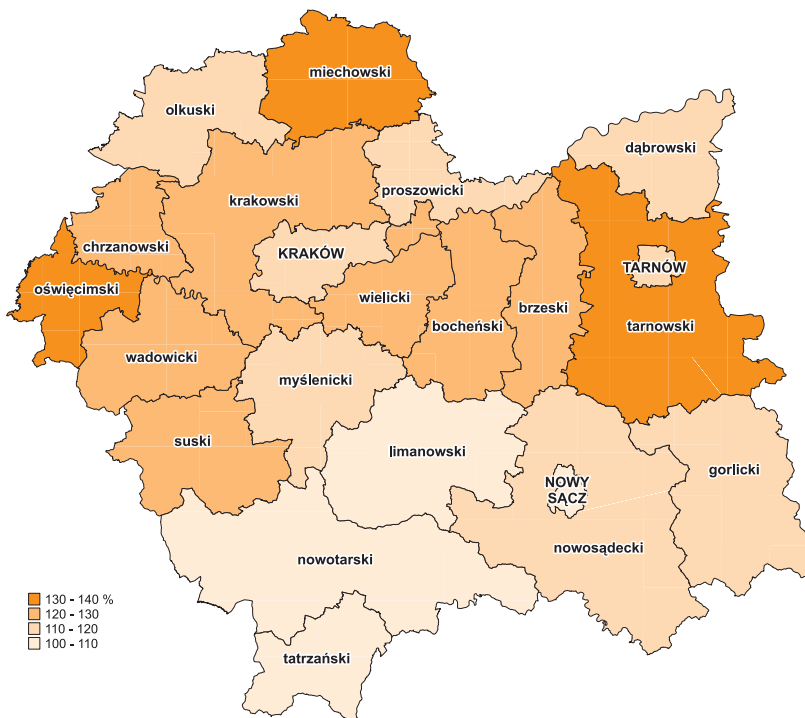 miechowski
olkuski
dąbrowski
proszowicki
krakowski
chrzanowski
KRAKÓW
TARNÓW
oświęcimski
wielicki
brzeski
bocheński
tarnowski
wadowicki
myślenicki
suski
limanowski
gorlicki
NOWY
SĄCZ
nowosądecki
nowotarski
tatrzański
130 - 140 %
120 - 130
110 - 120
100 - 110